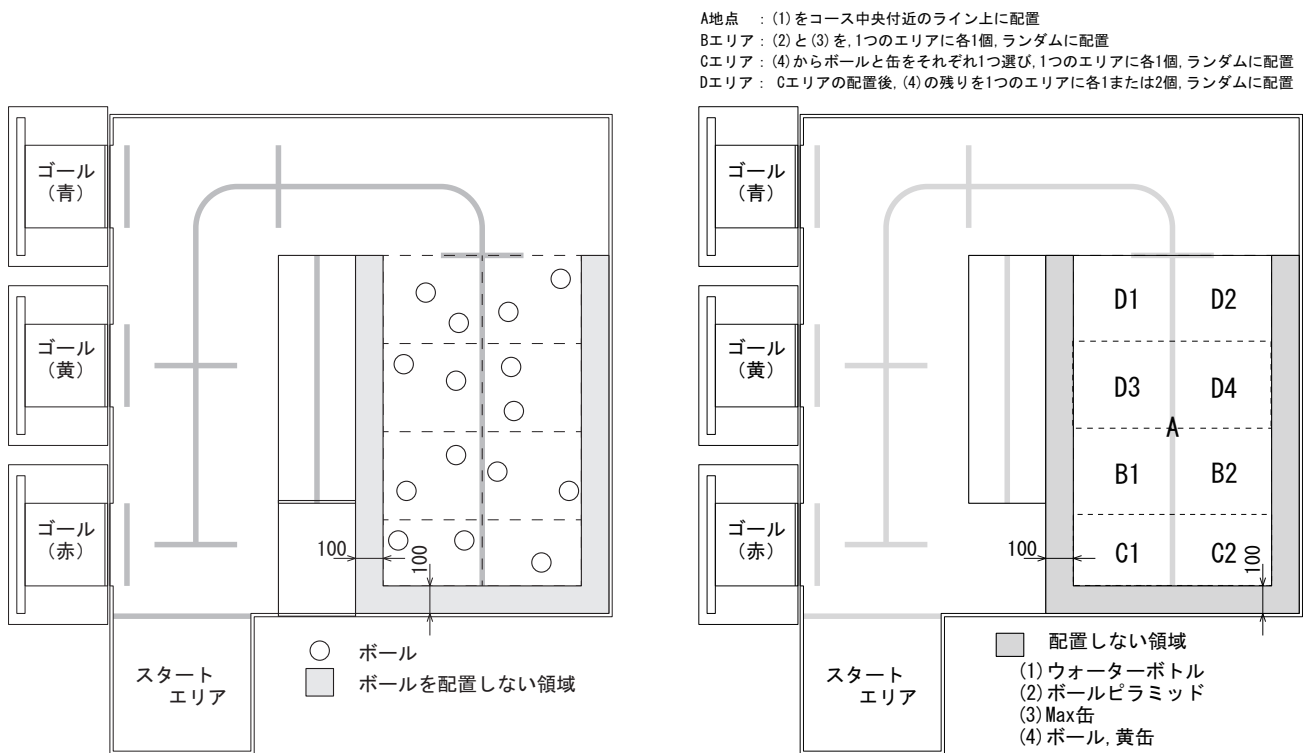 A地点　：(1)をコース中央付近のライン上に配置
Bエリア：(2)と(3)を,1つのエリアに各1個,ランダムに配置
Cエリア：(4)からボールと缶をそれぞれ1つ選び,1つのエリアに各1個,ランダムに配置
Dエリア： Cエリアの配置後,(4)の残りを1つのエリアに各1または2個,ランダムに配置
ゴール
(青)
ゴール
(黄)
ゴール
(赤)
100
100
スタート
エリア
ボール
ボールを配置しない領域
ゴール
(青)
ゴール
(黄)
ゴール
(赤)
D1
D2
D3
D4
A
B1
B2
C1
C2
100
100
スタート
エリア
配置しない領域
(1)ウォーターボトル
(2)ボールピラミッド
(3)Max缶
(4)ボール,黄缶